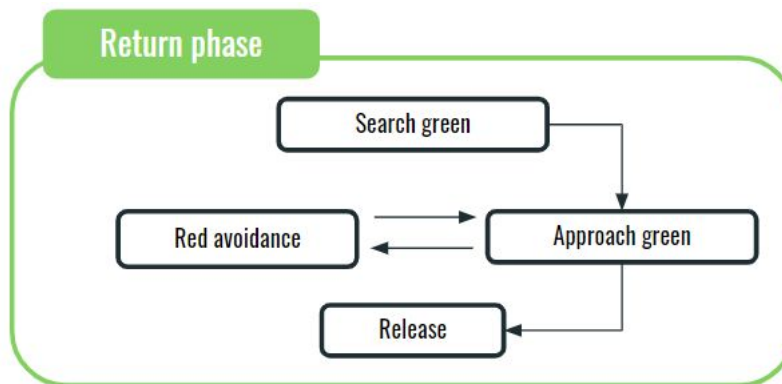 Return phase
Search green
Red avoidance
Approach green
Release